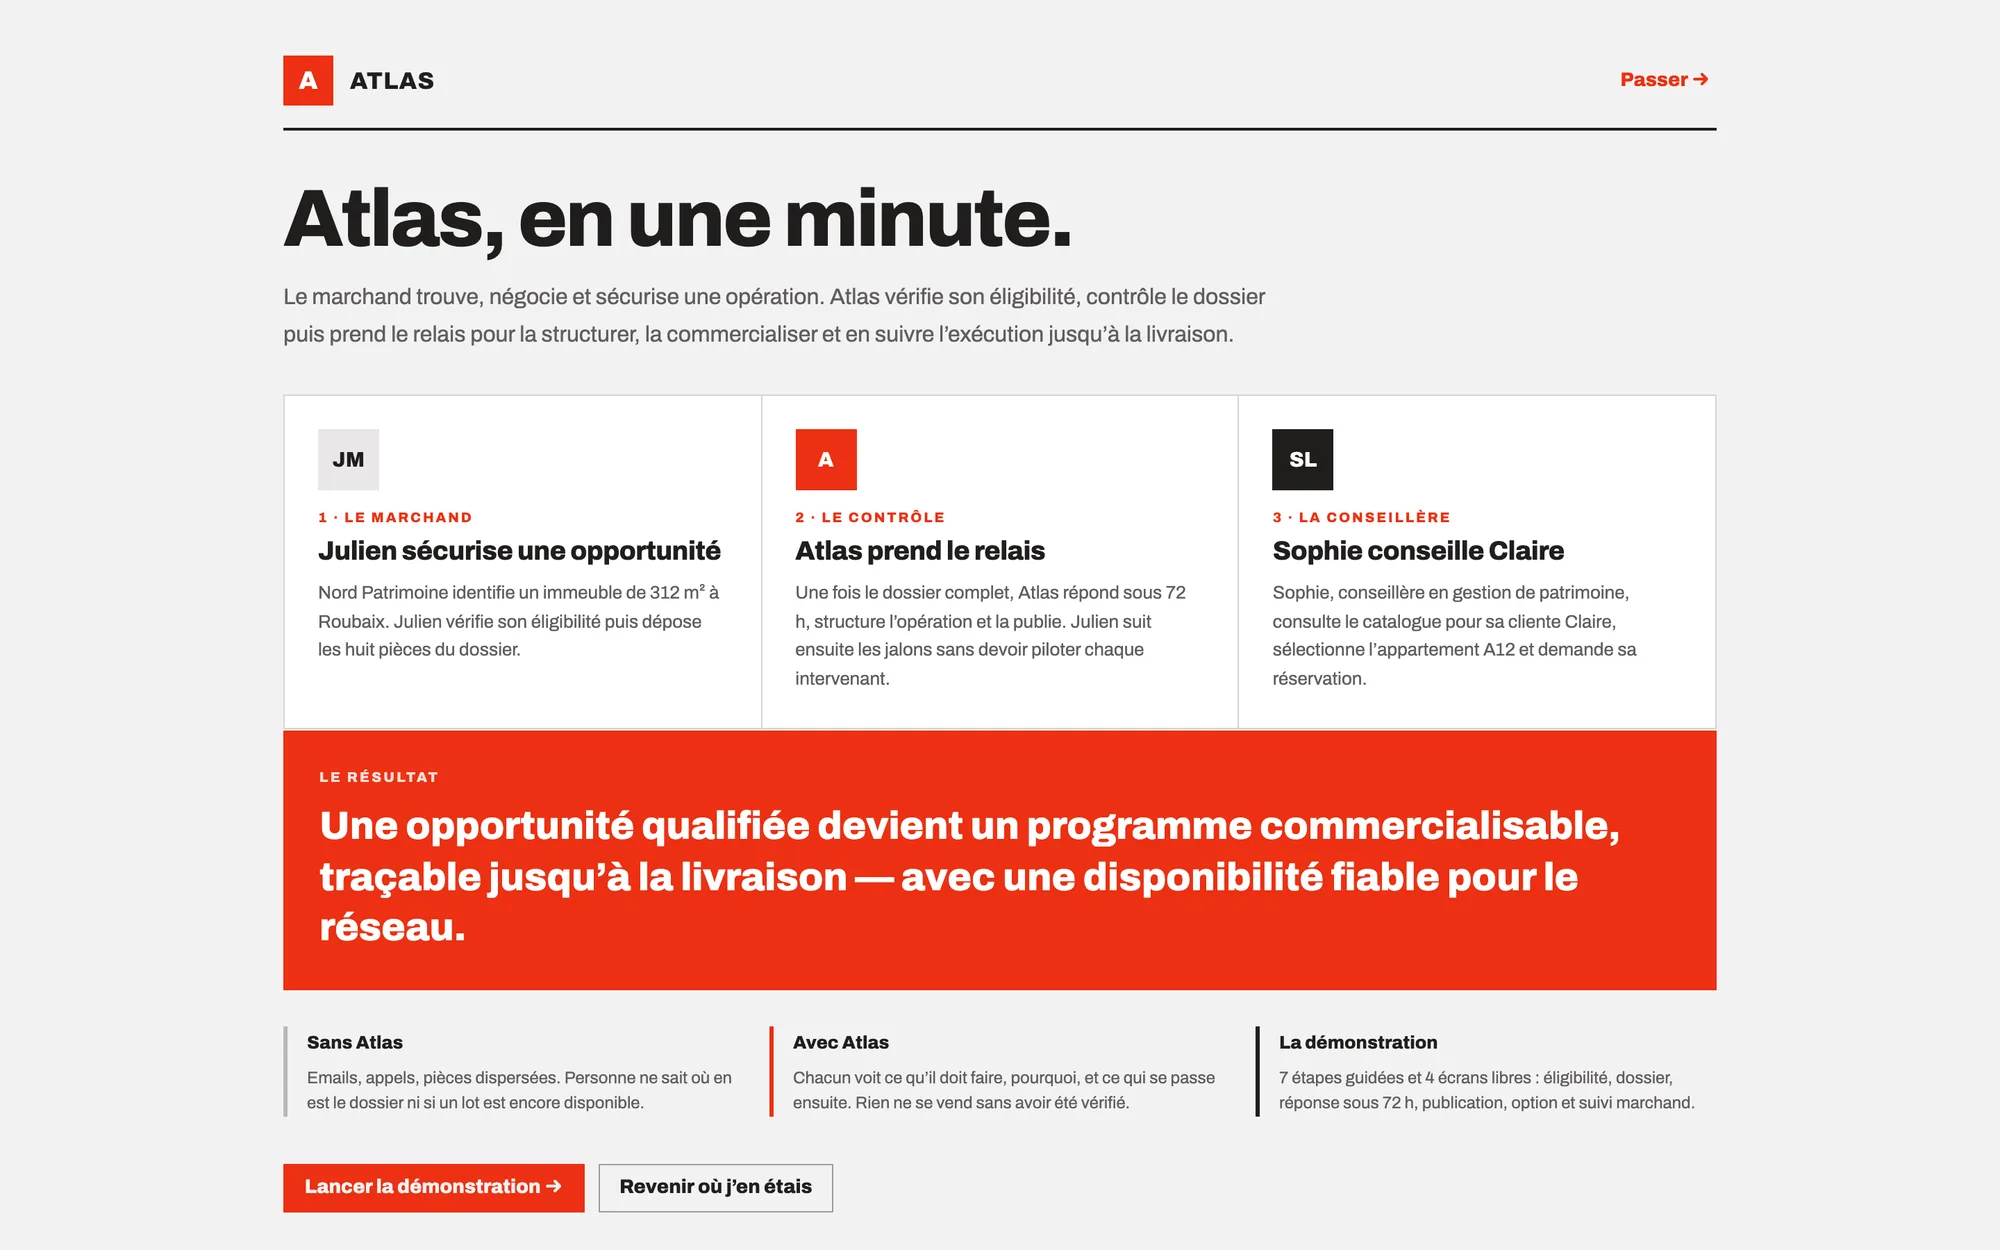 A
ATLAS
Passer →
Atlas, en une minute.
Le marchand trouve, négocie et sécurise une opération. Atlas vérifie son éligibilité, contrôle le dossier
puis prend le relais pour la structurer, la commercialiser et en suivre l’exécution jusqu’à la livraison.
JM
1 · LE MARCHAND
Julien sécurise une opportunité
Nord Patrimoine identifie un immeuble de 312 m² à
Roubaix. Julien vérifie son éligibilité puis dépose
les huit pièces du dossier.
A
2 · LE CONTRÔLE
Atlas prend le relais
Une fois le dossier complet, Atlas répond sous 72
h, structure l’opération et la publie. Julien suit
ensuite les jalons sans devoir piloter chaque
intervenant.
SL
3 · LA CONSEILLÈRE
Sophie conseille Claire
Sophie, conseillère en gestion de patrimoine,
consulte le catalogue pour sa cliente Claire,
sélectionne l’appartement A12 et demande sa
réservation.
LE RÉSULTAT
Une opportunité qualifiée devient un programme commercialisable,
traçable jusqu’à la livraison — avec une disponibilité fiable pour le
réseau.
Sans Atlas
Emails, appels, pièces dispersées. Personne ne sait où en
est le dossier ni si un lot est encore disponible.
Avec Atlas
Chacun voit ce qu’il doit faire, pourquoi, et ce qui se passe
ensuite. Rien ne se vend sans avoir été vérifié.
La démonstration
7 étapes guidées et 4 écrans libres : éligibilité, dossier,
réponse sous 72 h, publication, option et suivi marchand.
Lancer la démonstration →
Revenir où j’en étais